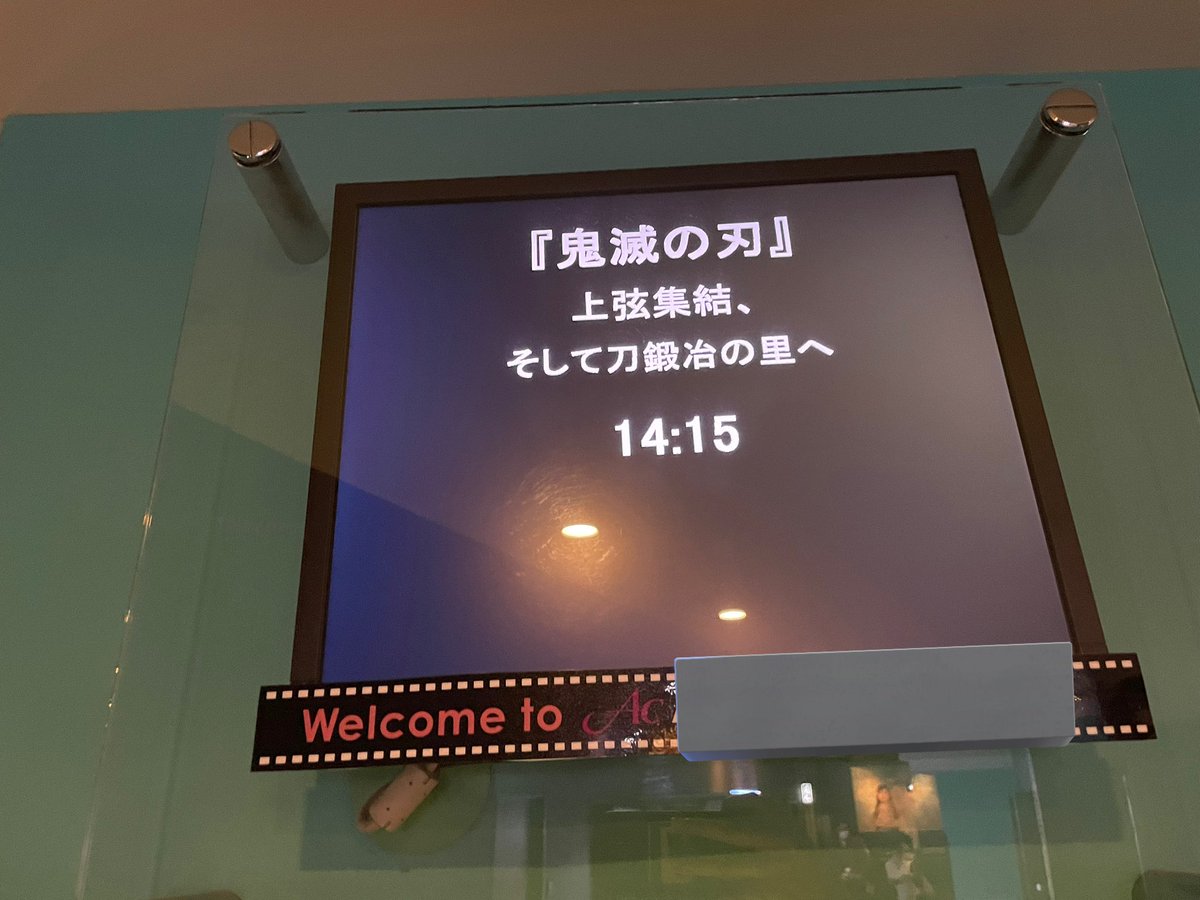 『鬼滅の刃』
上弦集結、
そして刀鍛冶の里へ
14:15
Welcome to Ac